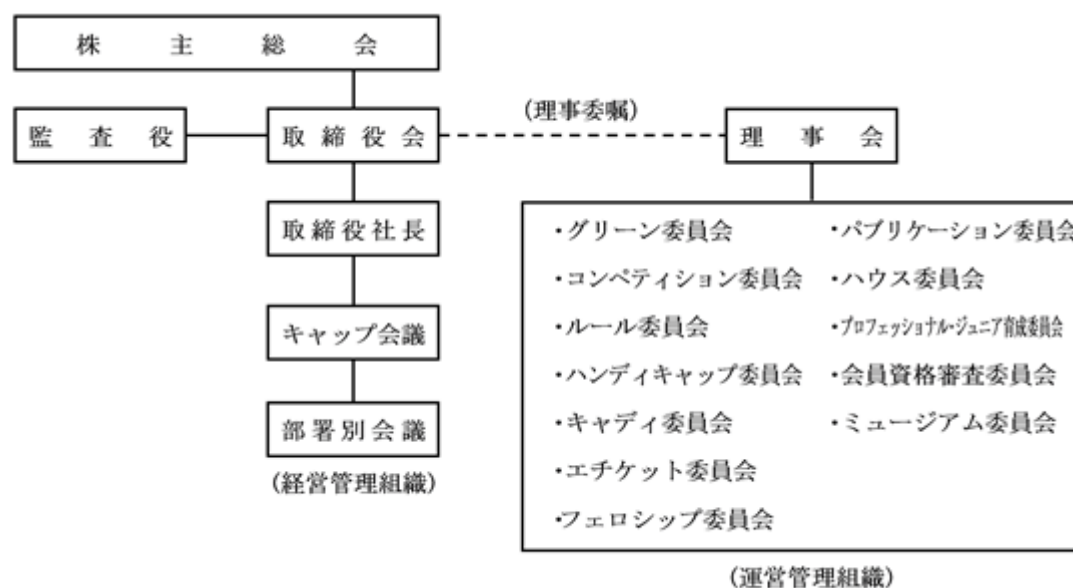 株主総会
監査役
取締役会
(理事委嘱)
理事会
取締役社長
キャップ会議
部署別会議
(経営管理組織)
・グリーン委員会
・コンペティション委員会
・ルール委員会
・ハンディキャップ委員会
・キャディ委員会
・エチケット委員会
・フェロシップ委員会
・パブリケーション委員会
・ハウス委員会
・プロフェッショナル・ジュニア育成委員会
・会員資格審査委員会
・ミュージアム委員会
(運営管理組織)